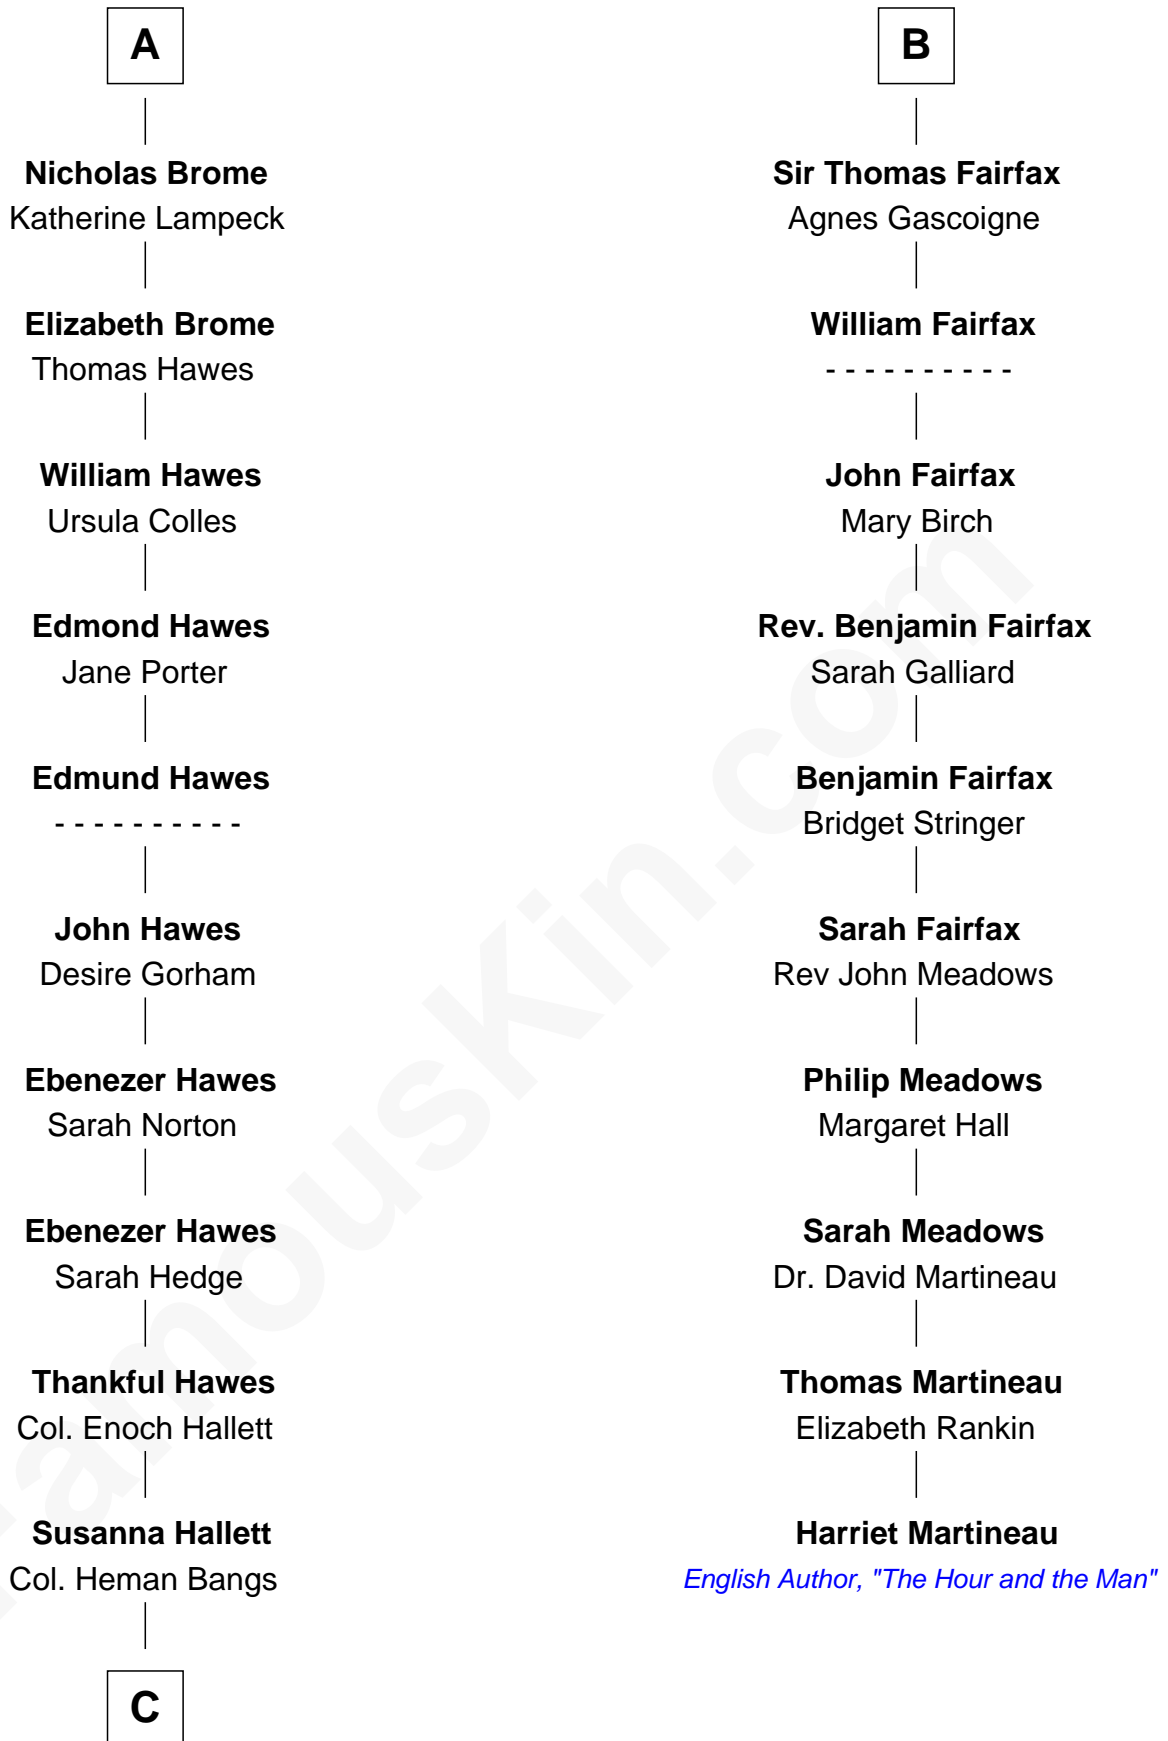 A
Nicholas Brome
Katherine Lampeck
Elizabeth Brome
Thomas Hawes
William Hawes
Ursula Colles
Edmond Hawes
Jane Porter
Edmund Hawes
- - - - - - - - - -
John Hawes
Desire Gorham
Ebenezer Hawes
Sarah Norton
Ebenezer Hawes
Sarah Hedge
Thankful Hawes
Col. Enoch Hallett
Susanna Hallett
Col. Heman Bangs
C
B
Sir Thomas Fairfax
Agnes Gascoigne
William Fairfax
- - - - - - - - - -
John Fairfax
Mary Birch
Rev. Benjamin Fairfax
Sarah Galliard
Benjamin Fairfax
Bridget Stringer
Sarah Fairfax
Rev John Meadows
Philip Meadows
Margaret Hall
Sarah Meadows
Dr. David Martineau
Thomas Martineau
Elizabeth Rankin
Harriet Martineau
English Author, "The Hour and the Man"
FamousKin.com